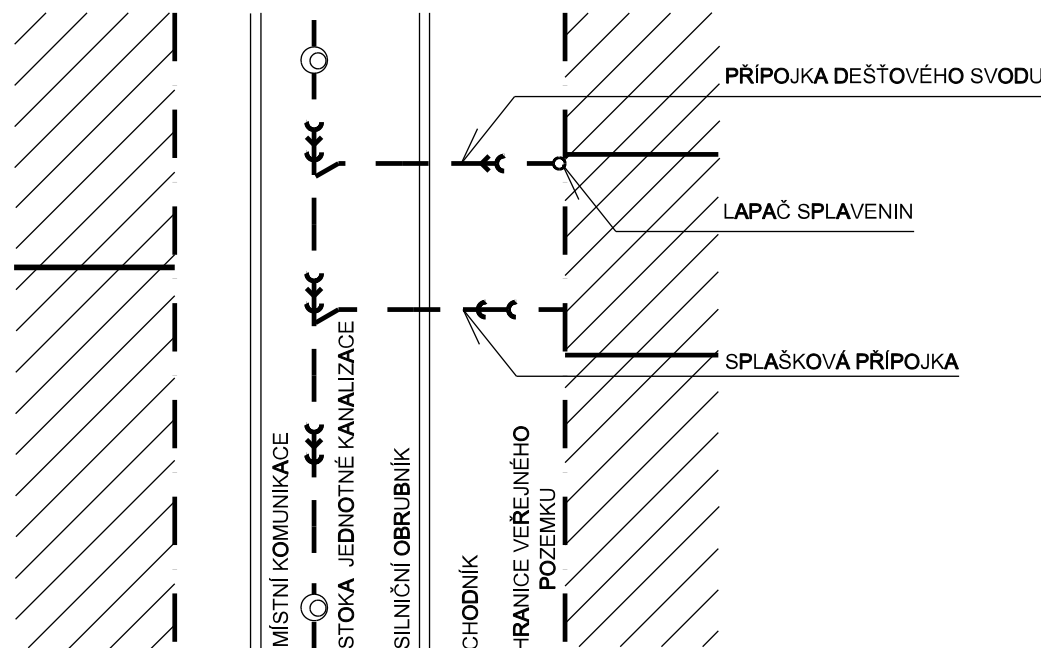 PŘÍPOJKA DEŠŤOVÉHO SVODU
LAPAČ SPLAVENIN
SPLAŠKOVÁ PŘÍPOJKA
MÍSTNÍ KOMUNIKACE
STOKA JEDNOTNÉ KANALIZACE
SILNIČNÍ OBRUBNÍK
CHODNÍK
HRANICE VEŘEJNÉHO
POZEMKU